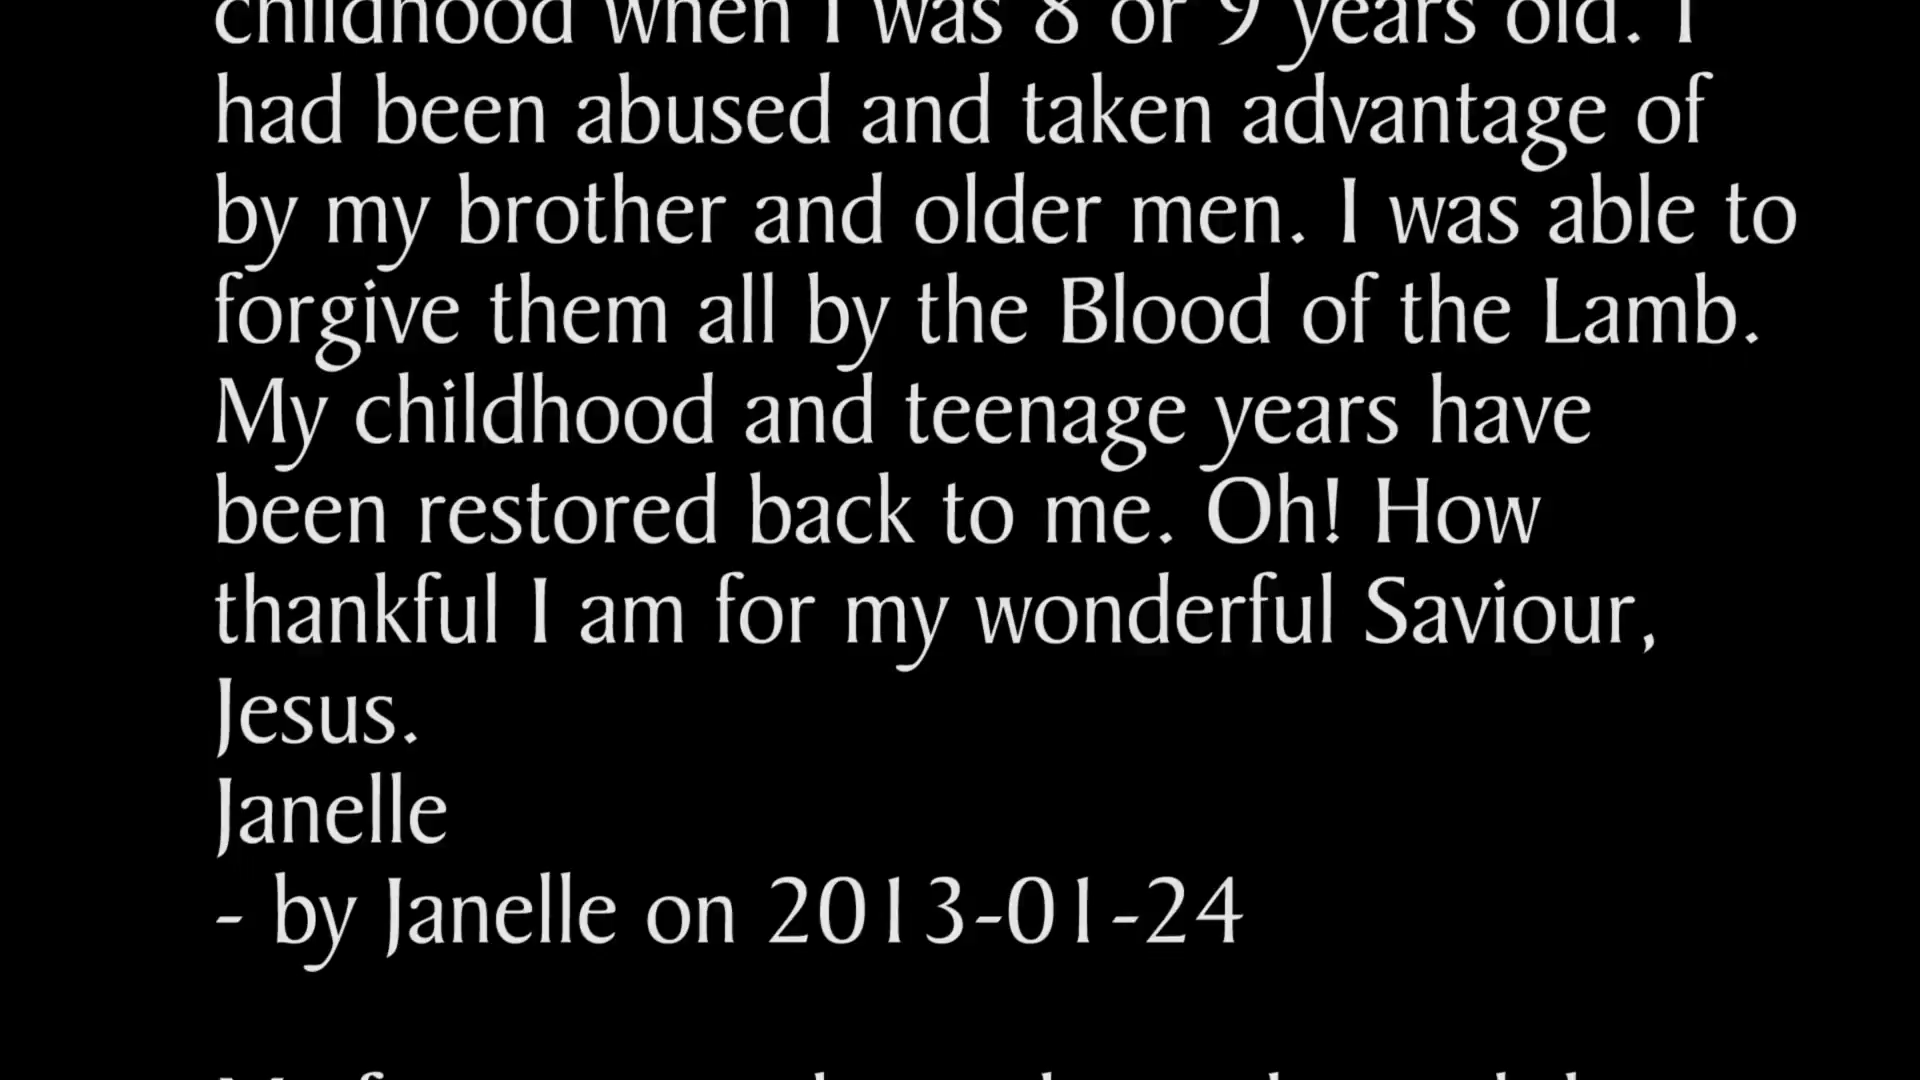 childhood when I was 8 or 9 years old. I
had been abused and taken advantage of
by my brother and older men. I was able to
forgive them all by the Blood of the Lamb.
My childhood and teenage years have
been restored back to me. Oh! How
thankful I am for my wonderful Saviour,
Jesus.
Janelle
- by Janelle on 2013-01-24